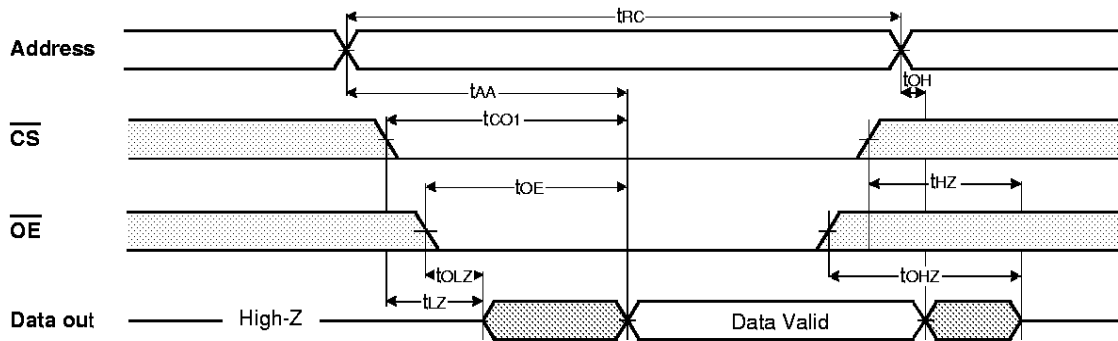 tRC
Address
tOH
tAA
CS
tCO1
tHZ
OE
tOE
tOLZ
tOHZ
tLZ
Data out
High-Z
Data Valid